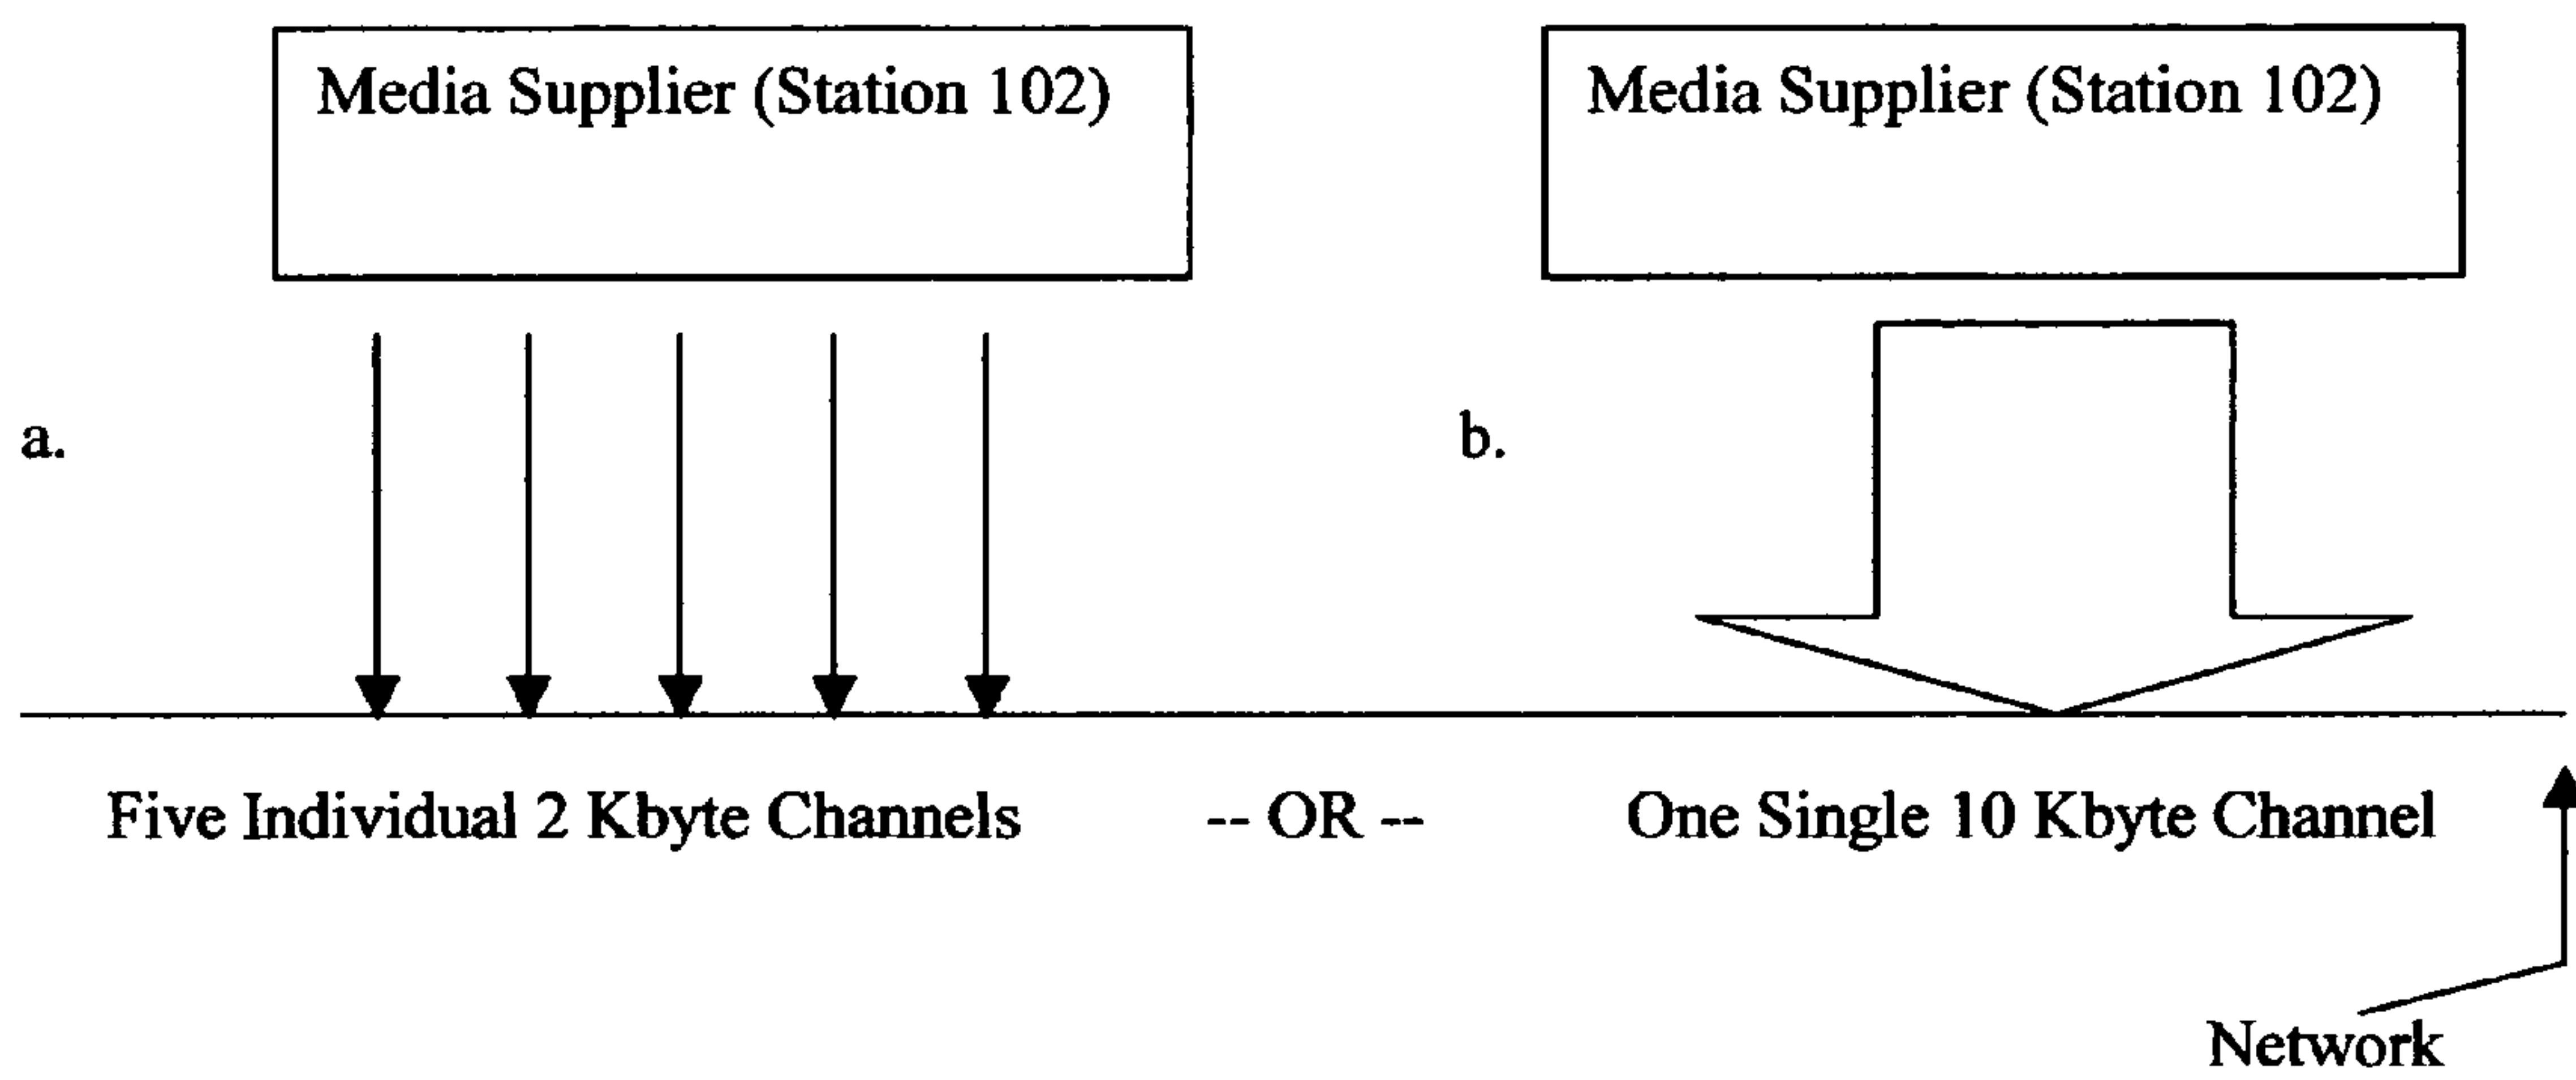 Media Supplier (Station 102)
Media Supplier (Station 102)
a.
b.
Five Individual 2 Kbyte Channels
-- OR --
One Single 10 Kbyte Channel
Network